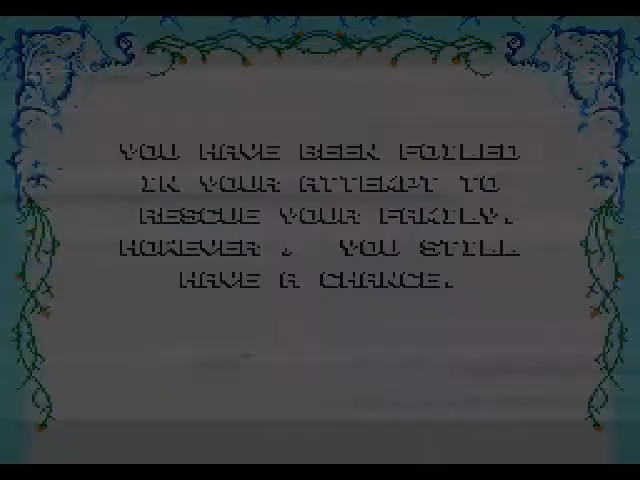 YOU HAVE BEEN FOILED
IN YOUR ATTEMPT TO
RESCUE YOUR FAMILY.
HOWEVER , YOU STILL
HAVE A CHANCE.